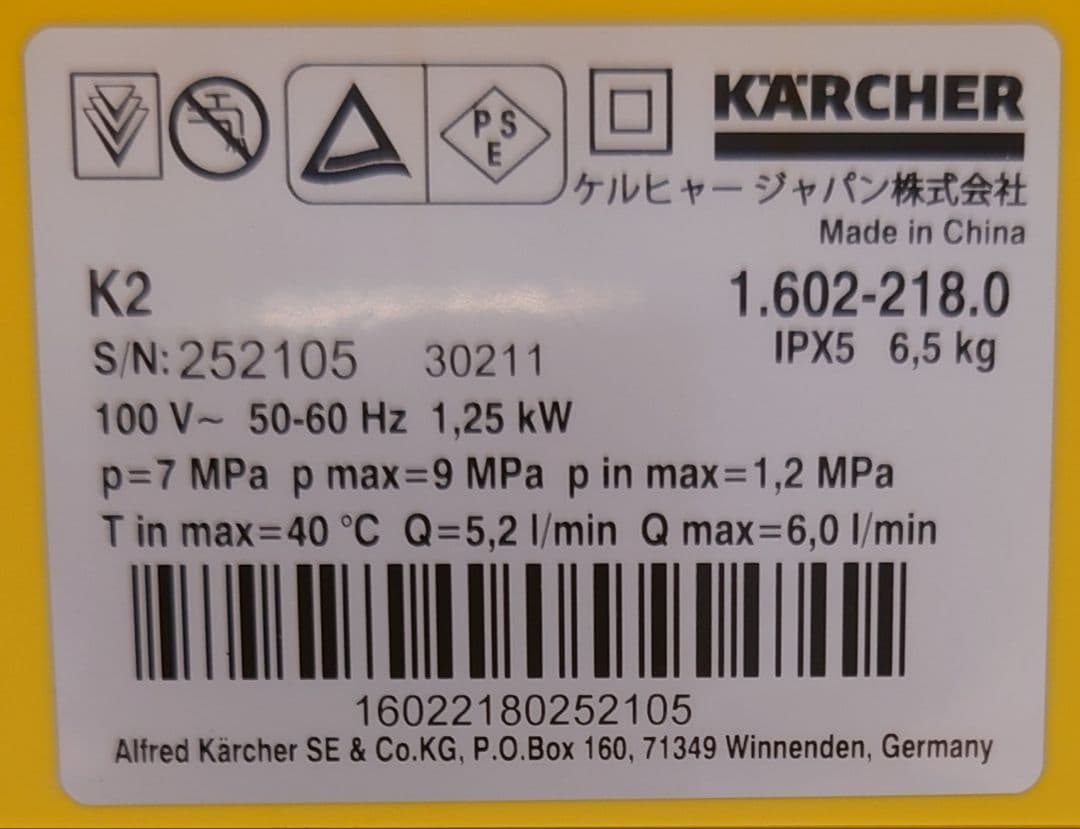 PSE
KÄRCHER
ケルヒャー ジャパン株式会社
Made in China
K2 1.602-218.0
IPX5 6,5 kg
S/N: 252105 30211
100 V~ 50-60 Hz 1,25 kW
p=7 MPa p max=9 MPa p in max=1,2 MPa
T in max=40 °C Q=5,2 l/min Q max=6,0 l/min
16022180252105
Alfred Kärcher SE & Co.KG, P.O.Box 160, 71349 Winnenden, Germany